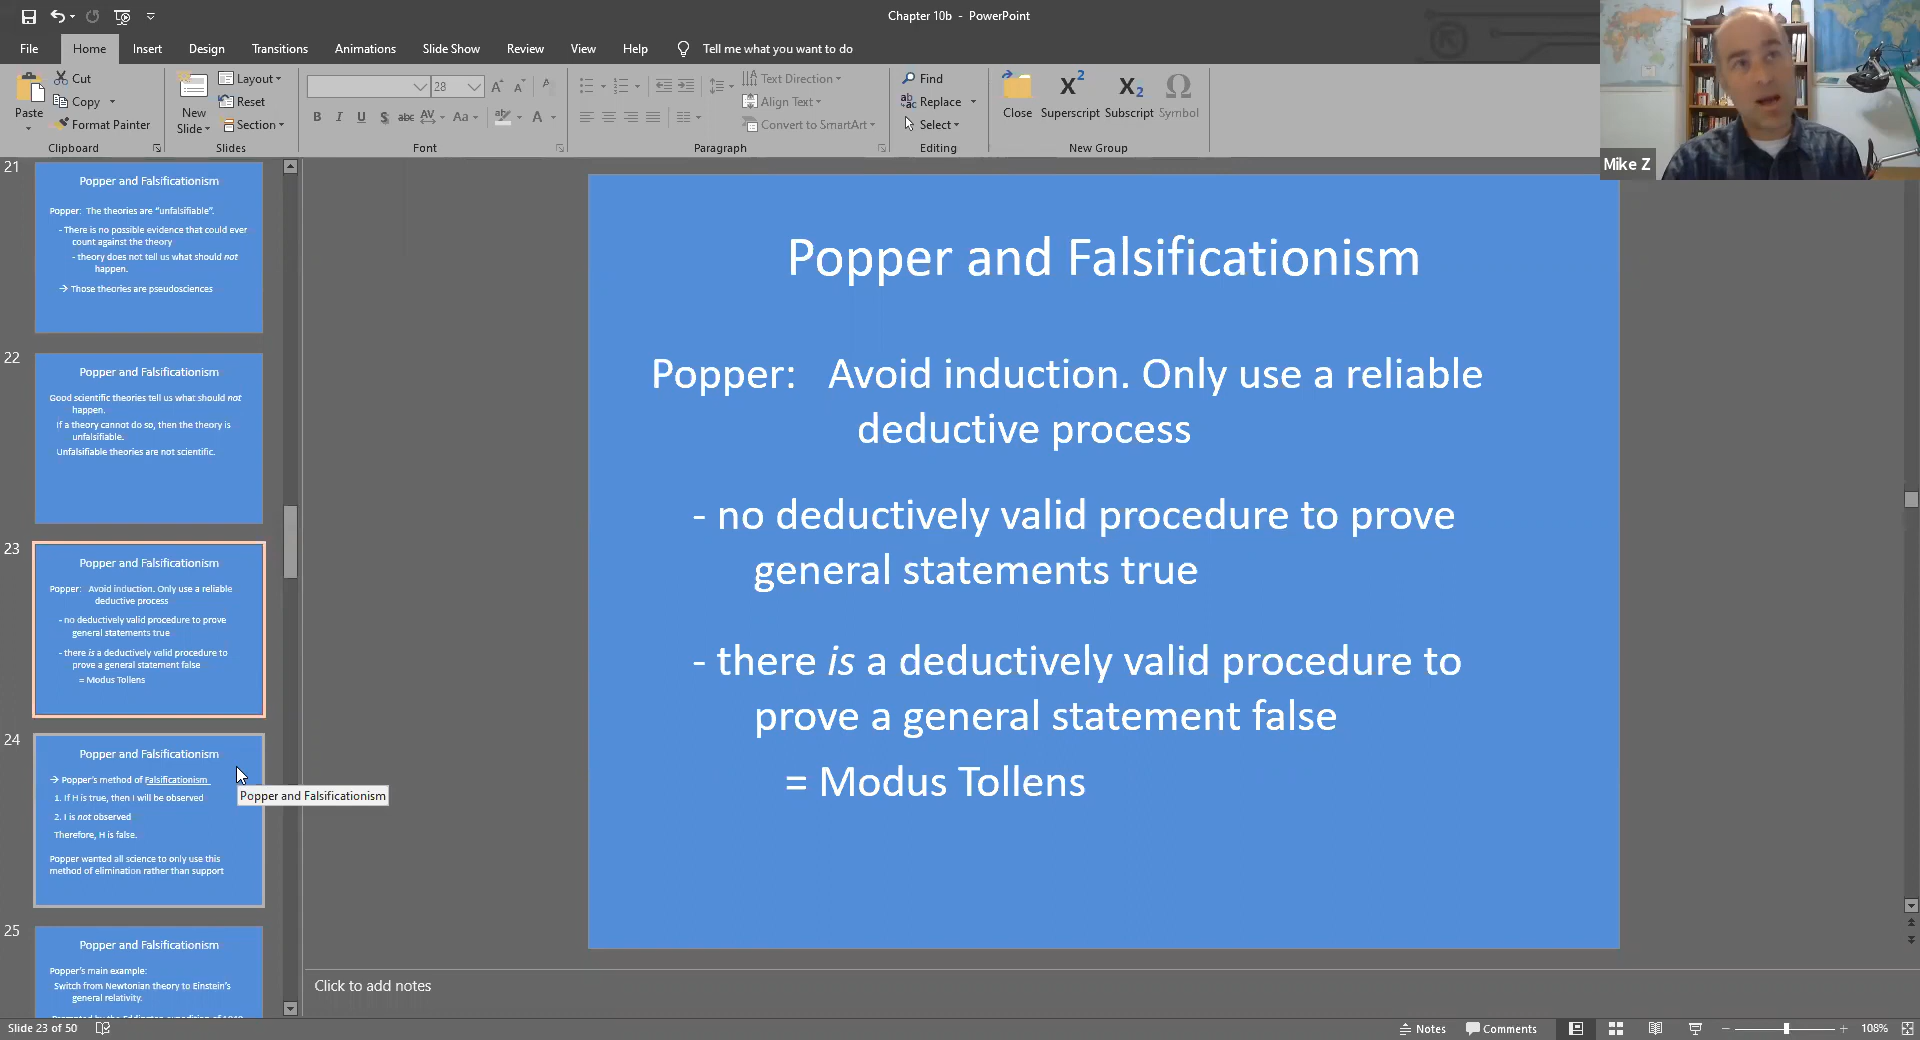 Chapter 10b - PowerPoint
File Home Insert Design Transitions Animations Slide Show Review View Help Tell me what you want to do
Paste
Cut
Copy
Format Painter
Clipboard
New
Slide
Layout
Reset
Section
Slides
28
B I U S abc AV Aa A
Font
Text Direction
Align Text
Convert to SmartArt
Paragraph
Find
Replace
Select
Editing
Close
X2
Superscript
X2
Subscript
Ω
Symbol
New Group
Mike Z
21
Popper and Falsificationism
Popper: The theories are "unfalsifiable".
- There is no possible evidence that could ever
count against the theory
- theory does not tell us what should not
happen.
→ Those theories are pseudosciences
22
Popper and Falsificationism
Good scientific theories tell us what should not
happen.
If a theory cannot do so, then the theory is
unfalsifiable.
Unfalsifiable theories are not scientific.
23
Popper and Falsificationism
Popper: Avoid induction. Only use a reliable
deductive process
- no deductively valid procedure to prove
general statements true
- there is a deductively valid procedure to
prove a general statement false
= Modus Tollens
24
Popper and Falsificationism
→ Popper's method of Falsificationism
1. If H is true, then I will be observed
2. I is not observed
Therefore, H is false.
Popper wanted all science to only use this
method of elimination rather than support
Popper and Falsificationism
25
Popper and Falsificationism
Popper's main example:
Switch from Newtonian theory to Einstein's
general relativity.
Popper and Falsificationism
Popper: Avoid induction. Only use a reliable
deductive process
- no deductively valid procedure to prove
general statements true
- there is a deductively valid procedure to
prove a general statement false
= Modus Tollens
Click to add notes
Slide 23 of 50
Notes Comments 108%